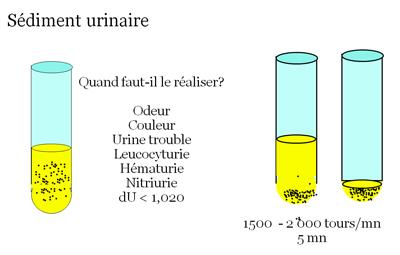 Sédiment urinaire
Quand faut-il le réaliser?
Odeur
Couleur
Urine trouble
Leucocyturie
Hématurie
Nitriurie
dU < 1,020
1500 - 2 000 tours/mn
5 mn